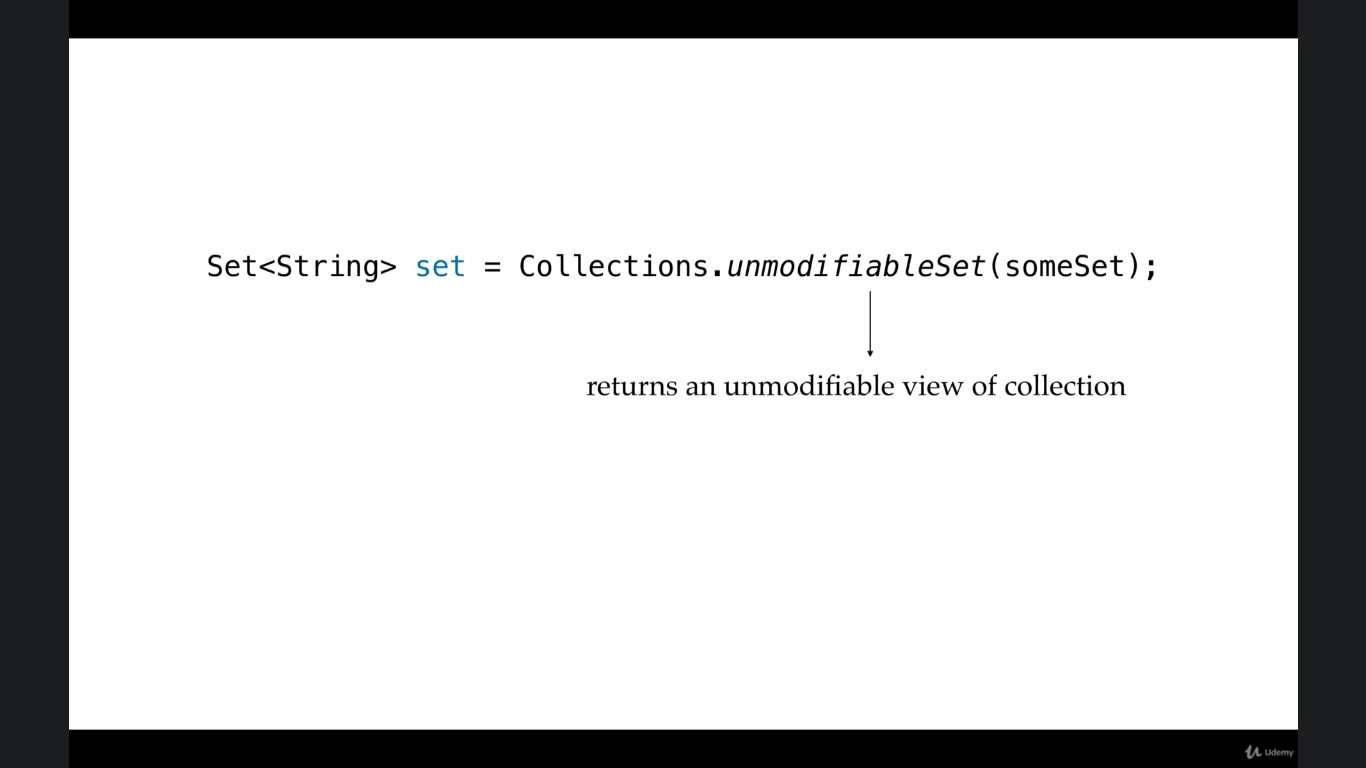 Set<String> set = Collections.unmodifiableSet(someSet);
returns an unmodifiable view of collection
Udemy